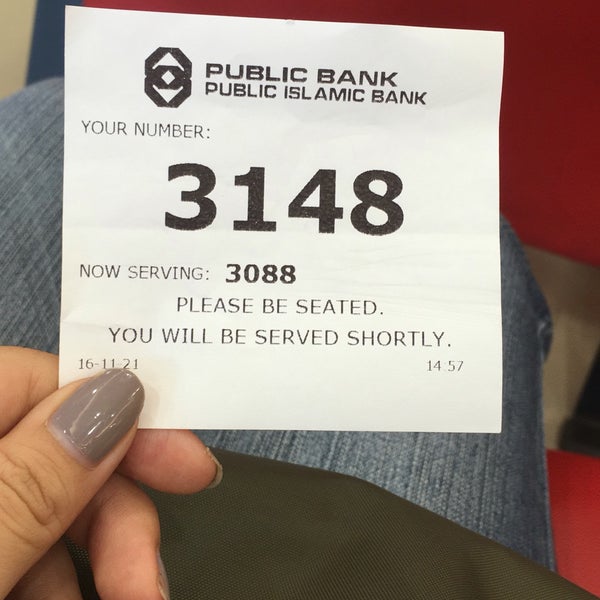 PUBLIC BANK
PUBLIC ISLAMIC BANK
YOUR NUMBER:
3148
NOW SERVING: 3088
PLEASE BE SEATED.
YOU WILL BE SERVED SHORTLY.
16-11-21 14:57